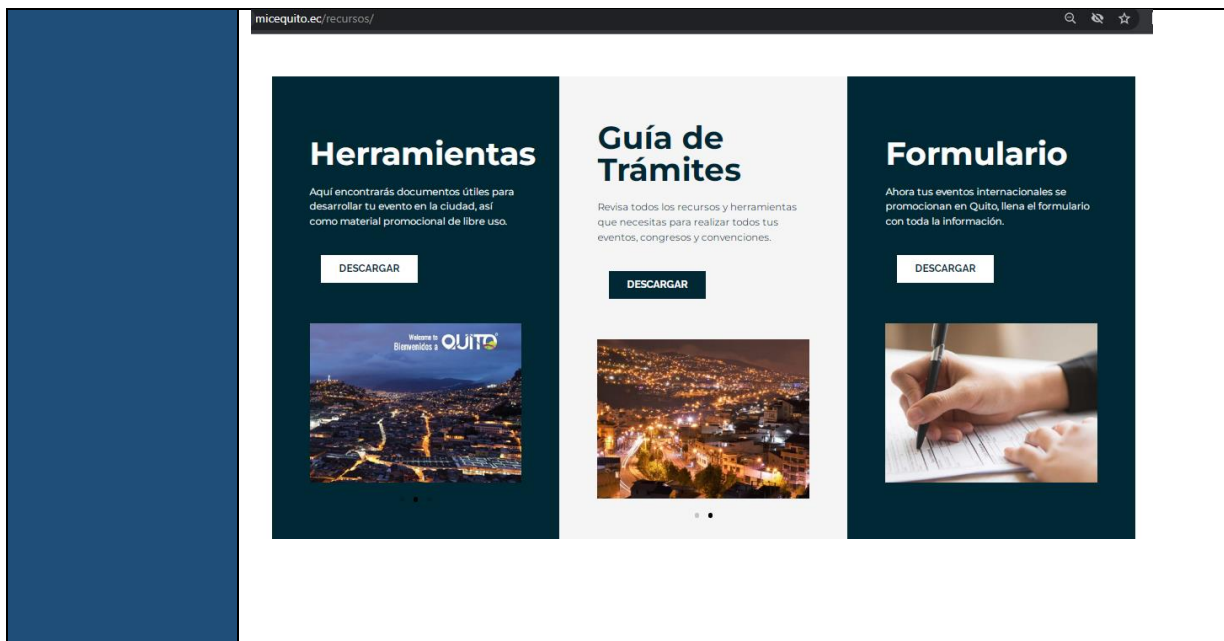 micequito.ec/recursos/
Herramientas
Aquí encontrarás documentos útiles para
desarrollar tu evento en la ciudad, así
como material promocional de libre uso.
DESCARGAR
Welcome to
Bienvenidos a QUITO
Guía de
Trámites
Revisa todos los recursos y herramientas
que necesitas para realizar todos tus
eventos, congresos y convenciones.
DESCARGAR
Formulario
Ahora tus eventos internacionales se
promocionan en Quito, llena el formulario
con toda la información.
DESCARGAR